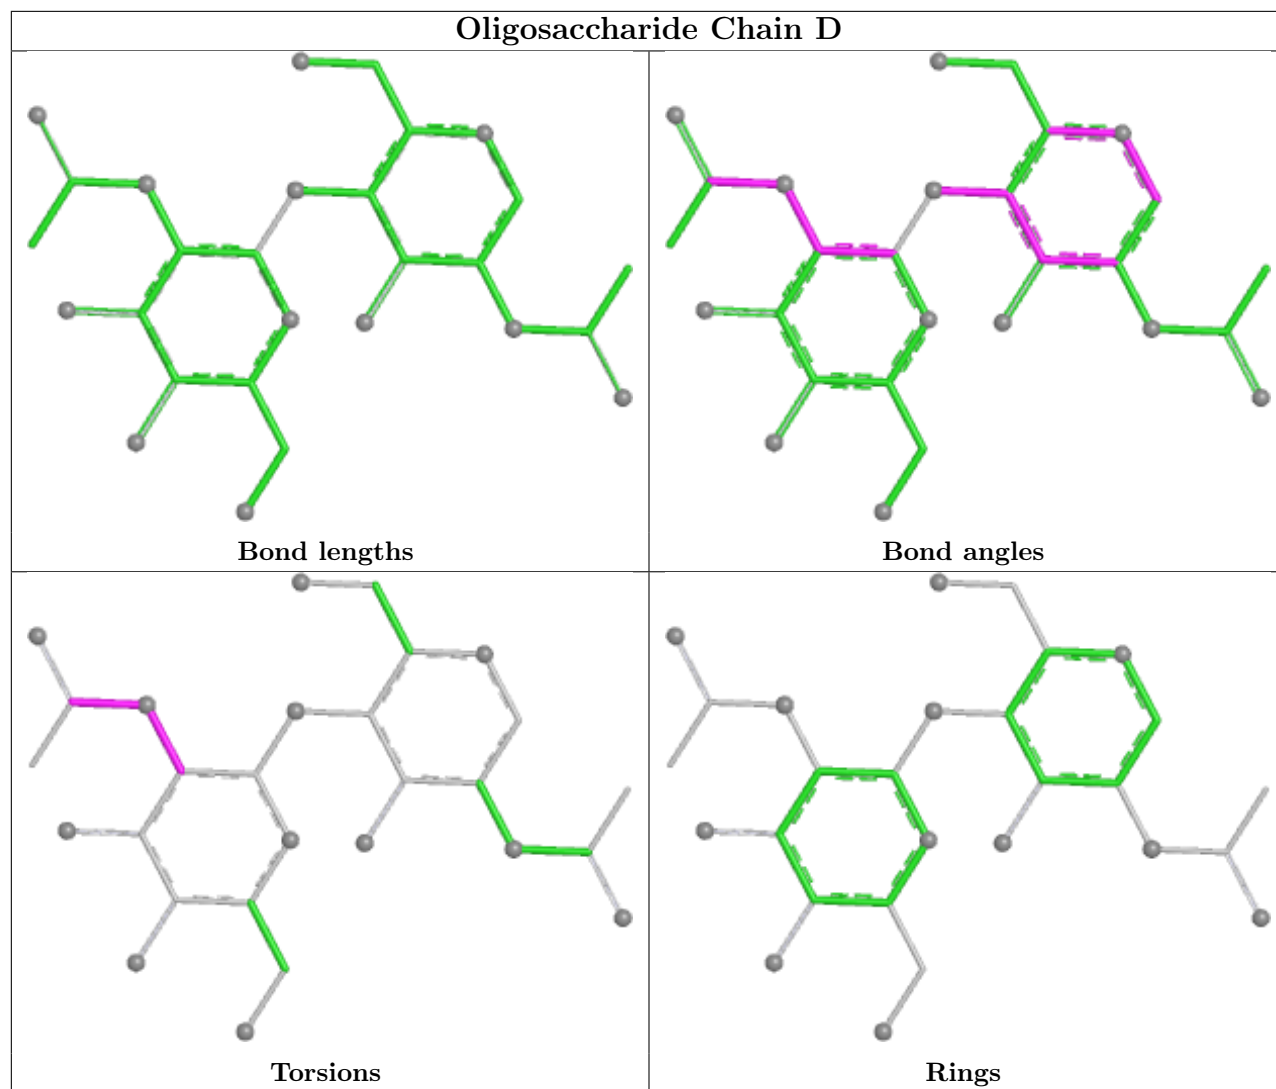 Oligosaccharide Chain D
Bond lengths
Bond angles
Torsions
Rings